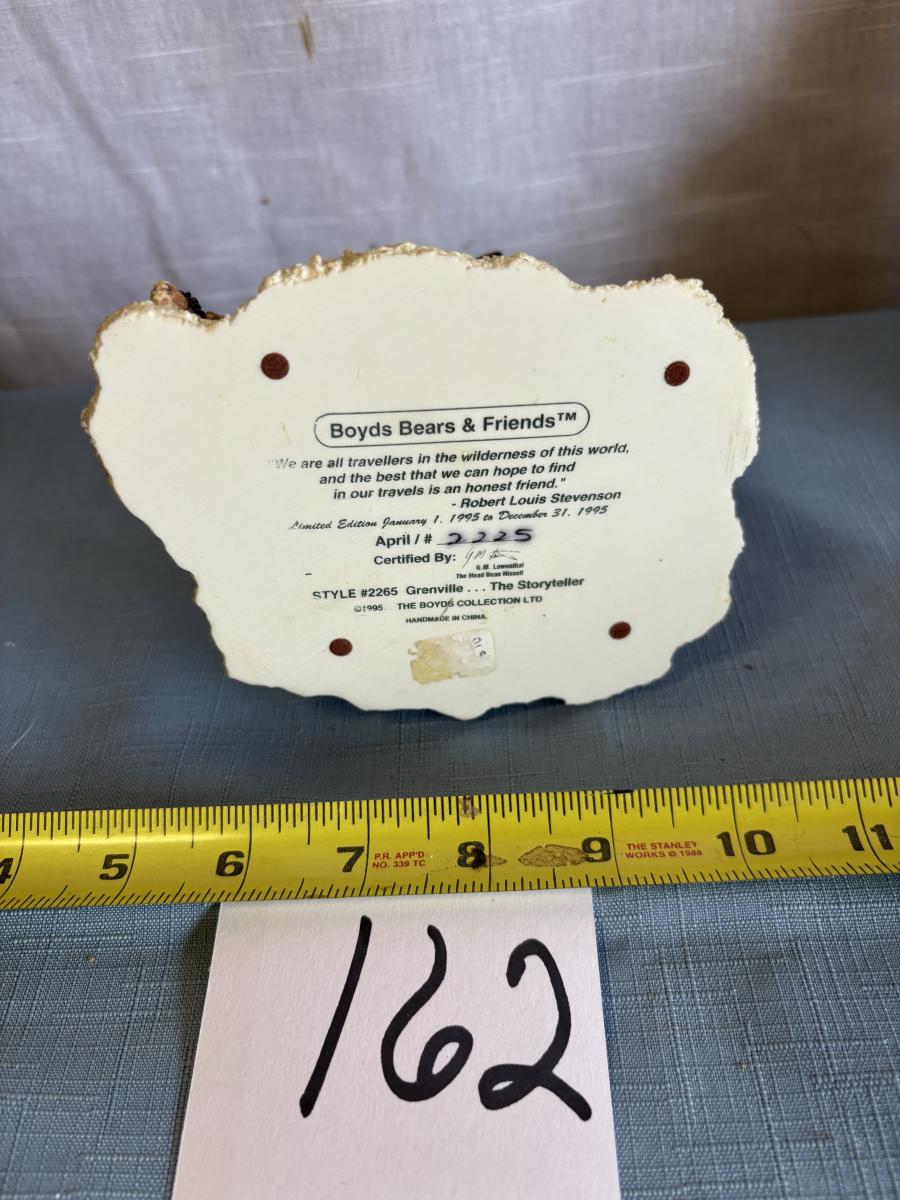 Boyds Bears & Friends™
"We are all travellers in the wilderness of this world,
and the best that we can hope to find
in our travels is an honest friend."
- Robert Louis Stevenson
Limited Edition January 1, 1995 to December 31, 1995
April / # 2225
Certified By:
G.M. Lowenthal
The Head Bean Hisself
STYLE #2265 Grenville . . . The Storyteller
©1995 THE BOYDS COLLECTION LTD
HANDMADE IN CHINA.
4 5 6 7 P.R. APP'D 8 9 THE STANLEY 10 11
NO. 339 TC WORKS © 1988
162